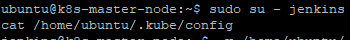 ubuntu@k8s-master-node:~$ sudo su - jenkins
cat /home/ubuntu/.kube/config